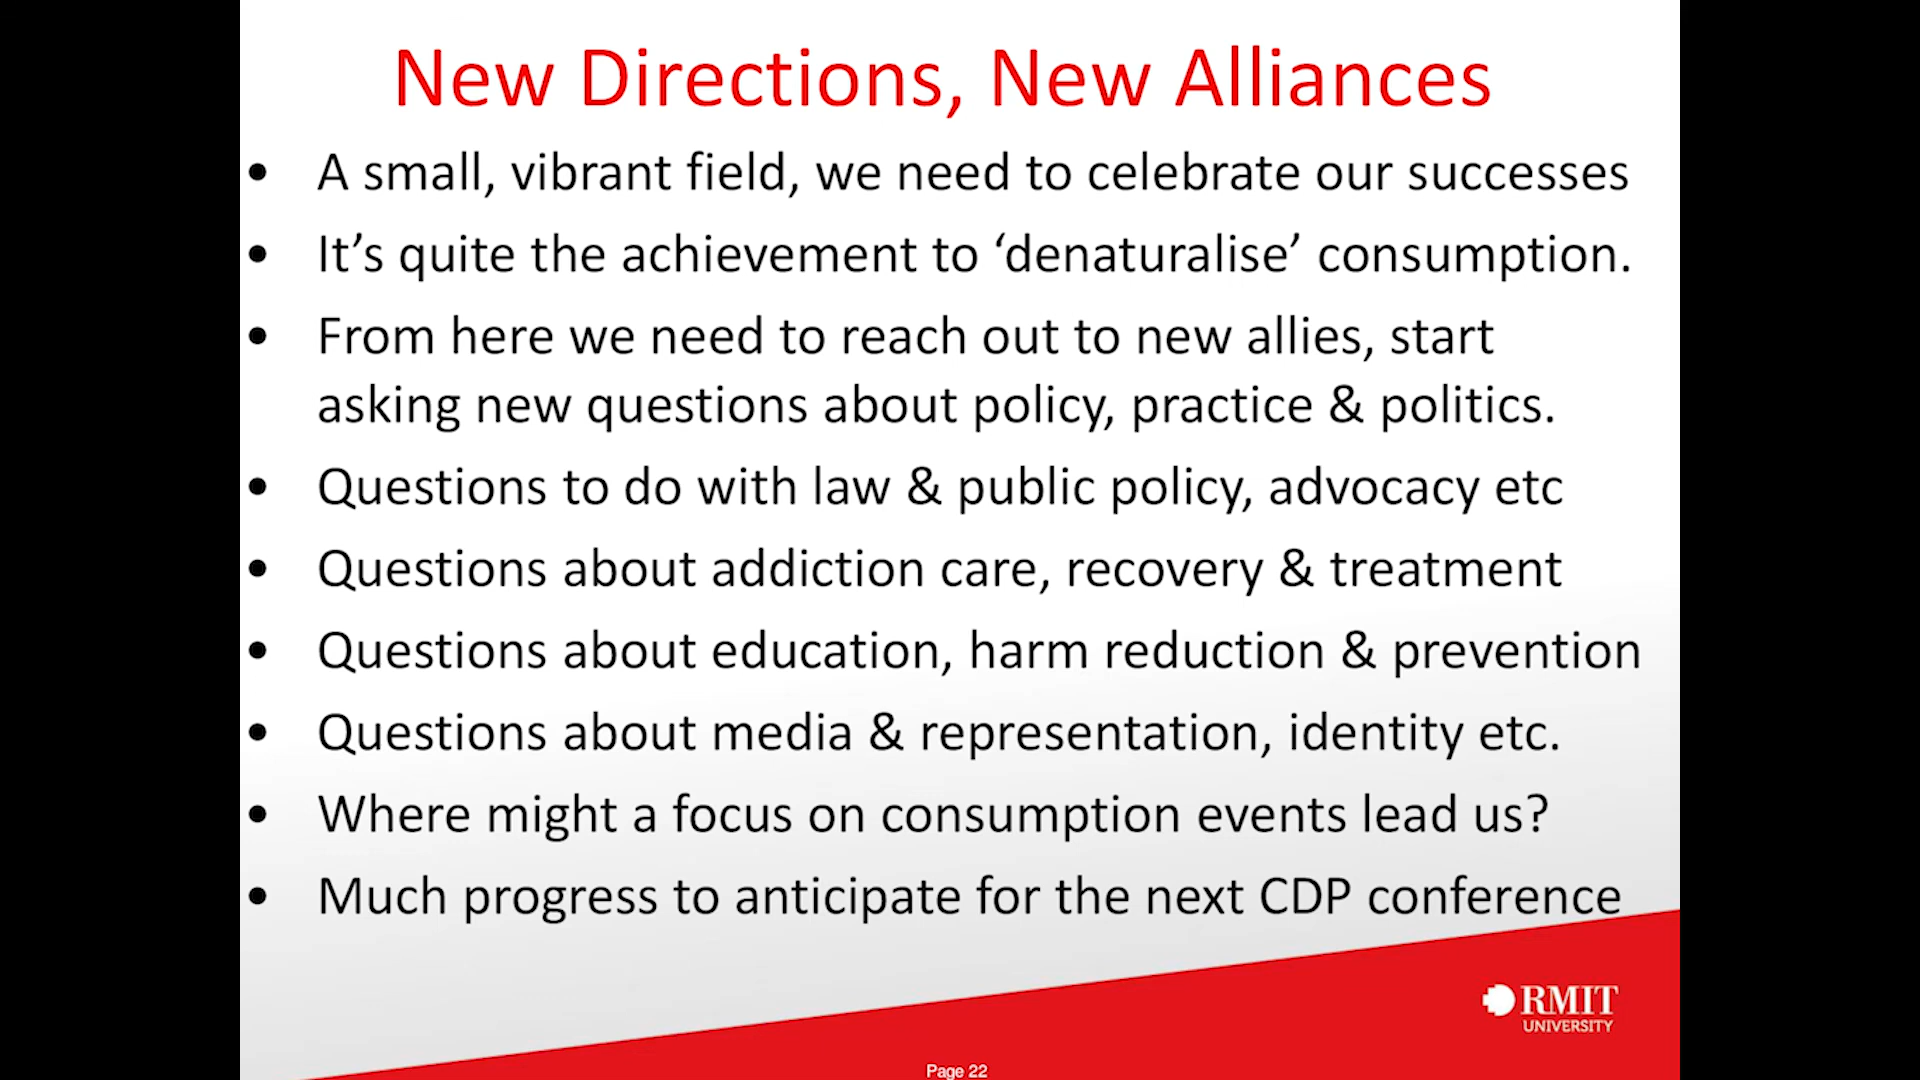 New Directions, New Alliances
• A small, vibrant field, we need to celebrate our successes
• It’s quite the achievement to ‘denaturalise’ consumption.
• From here we need to reach out to new allies, start
asking new questions about policy, practice & politics.
• Questions to do with law & public policy, advocacy etc
• Questions about addiction care, recovery & treatment
• Questions about education, harm reduction & prevention
• Questions about media & representation, identity etc.
• Where might a focus on consumption events lead us?
• Much progress to anticipate for the next CDP conference
RMIT
UNIVERSITY
Page 22